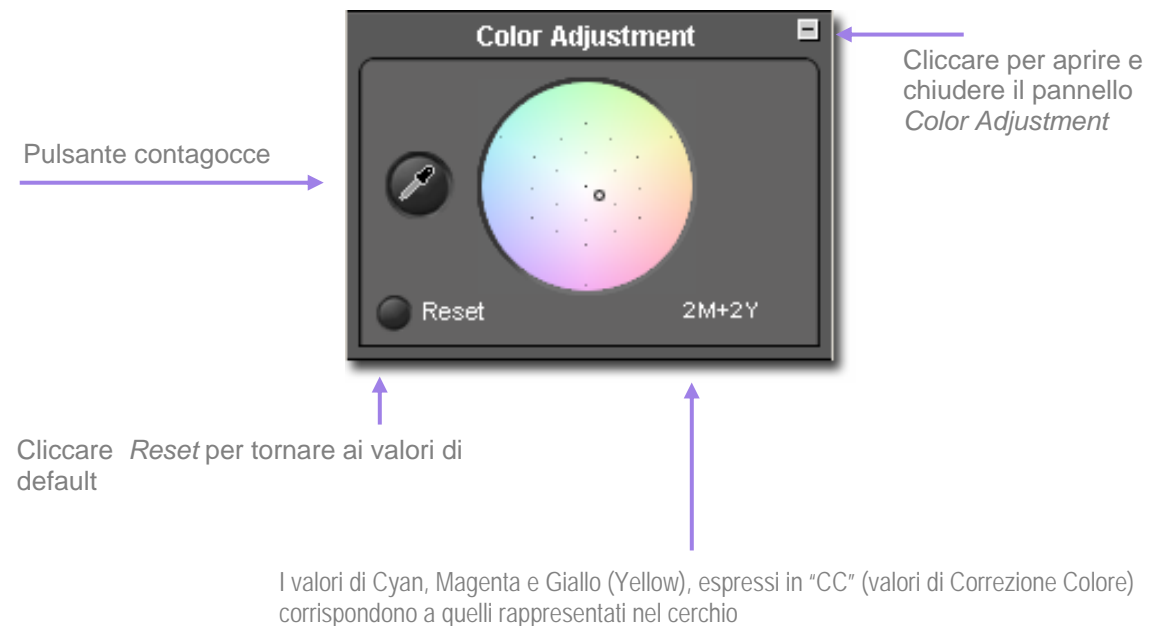 Color Adjustment
Cliccare per aprire e
chiudere il pannello
Color Adjustment
Pulsante contagocce
Reset
2M+2Y
Cliccare Reset per tornare ai valori di
default
I valori di Cyan, Magenta e Giallo (Yellow), espressi in “CC” (valori di Correzione Colore)
corrispondono a quelli rappresentati nel cerchio